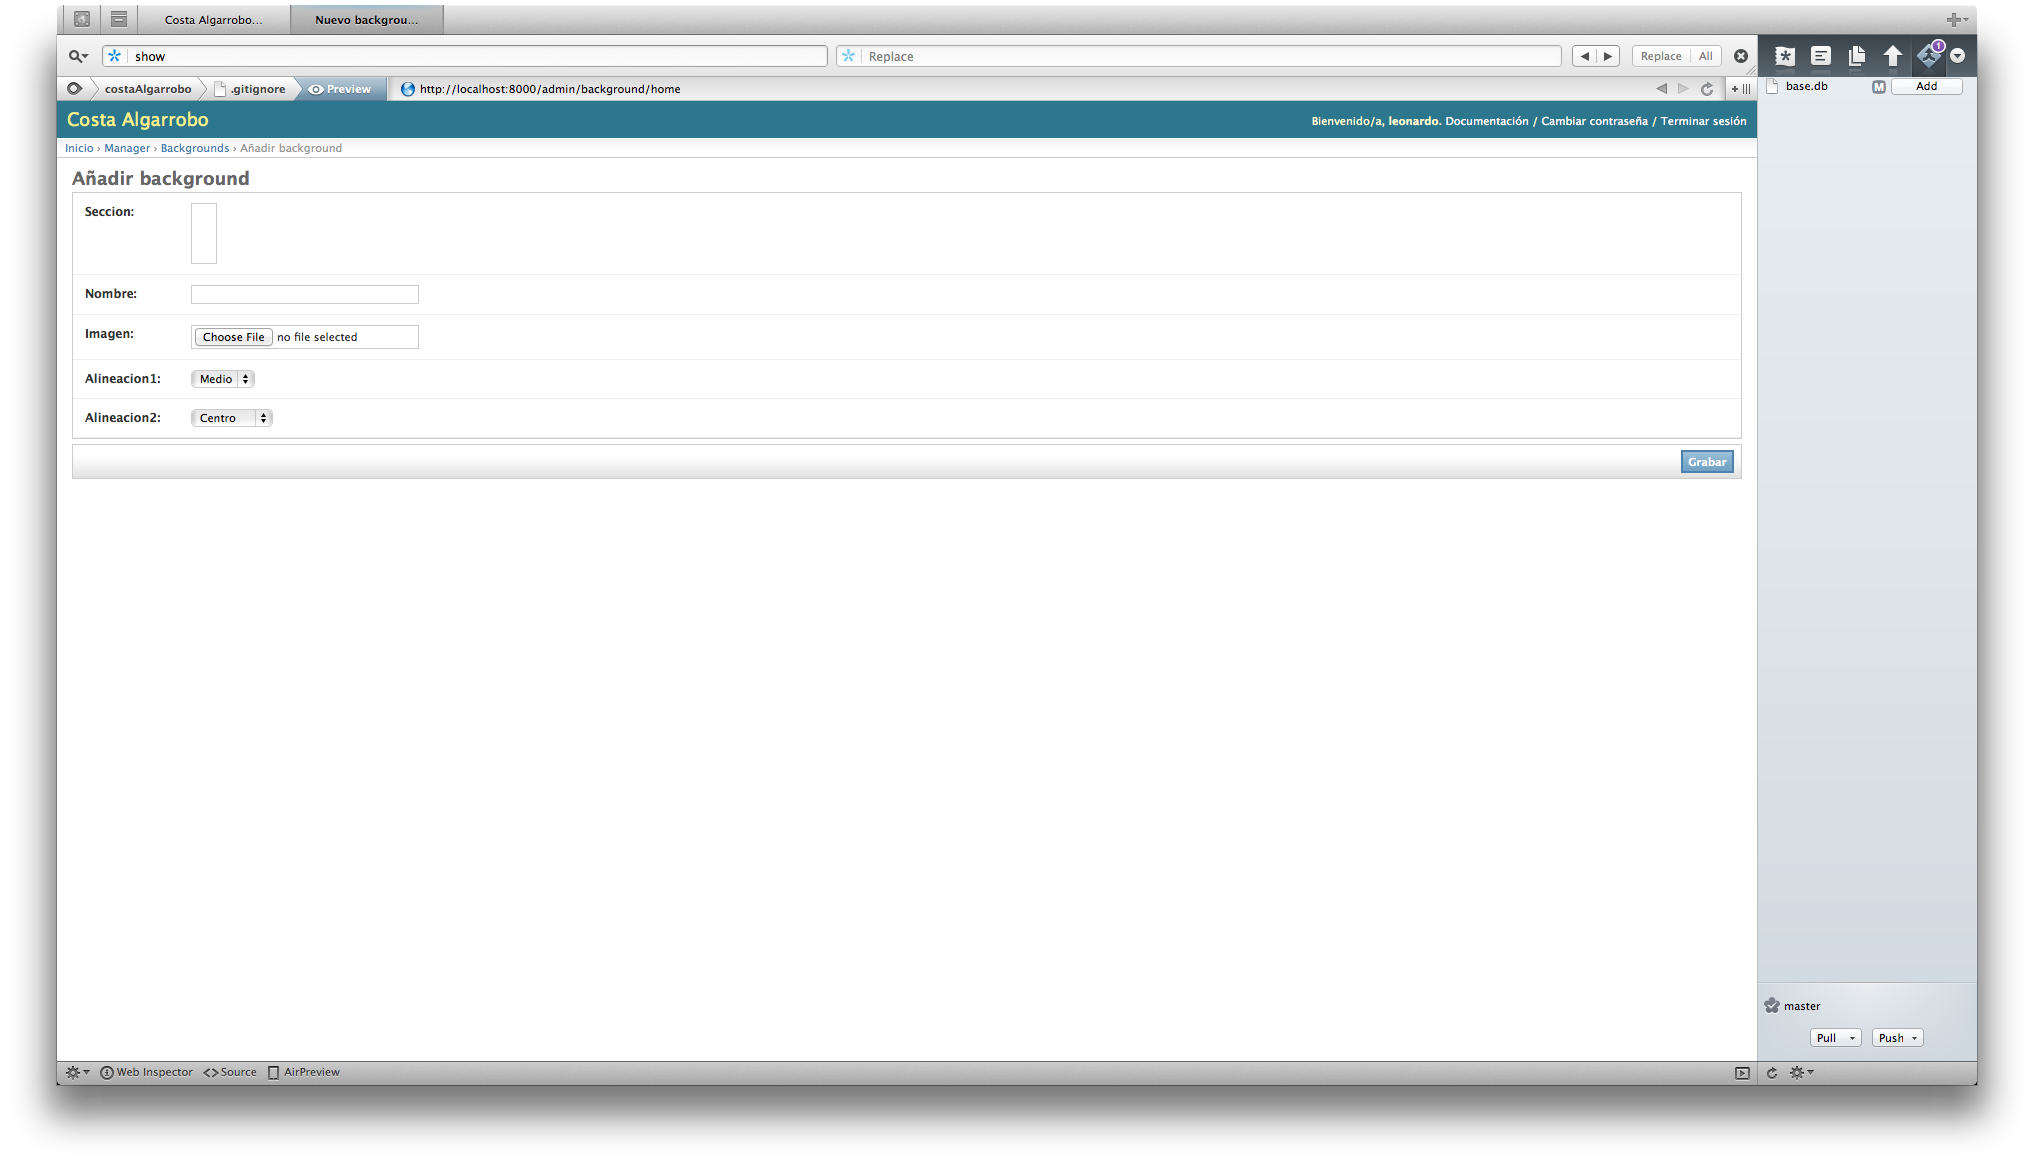 Costa Algarrobo...
Nuevo backgrou...
show
Replace
Replace All
1
costaAlgarrobo
.gitignore
Preview
http://localhost:8000/admin/background/home
base.db
M
Add
Costa Algarrobo
Bienvenido/a, leonardo. Documentación / Cambiar contraseña / Terminar sesión
Inicio › Manager › Backgrounds › Añadir background
Añadir background
Seccion:
Nombre:
Imagen:
Choose File no file selected
Alineacion1:
Medio
Alineacion2:
Centro
Grabar
master
Pull
Push
Web Inspector
Source
AirPreview